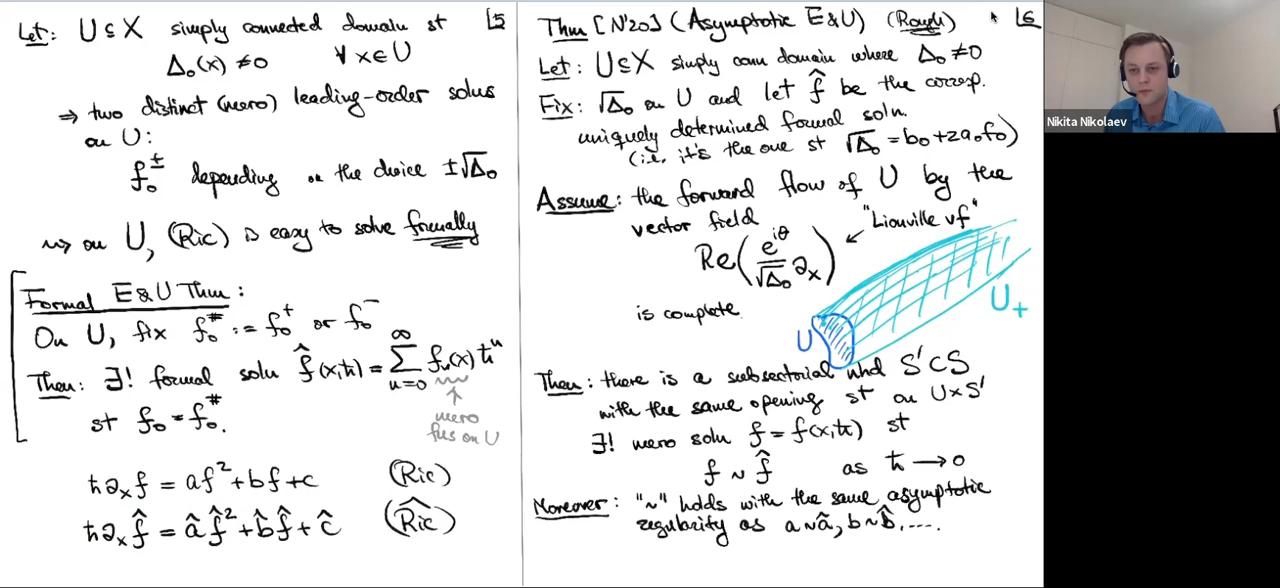 Let: U ⊆ X simply connected domain st
Δ₀(x) ≠ 0 ∀ x ∈ U
⇒ two distinct (mero) leading-order solns
on U:
f₀^± depending on the choice ±√Δ₀
⇝ on U, (Ric) is easy to solve formally
Formal E&U Thm:
On U, fix f₀^# := f₀⁺ or f₀⁻
Then: ∃! formal soln f̂(x,ħ) = ∑_{n=0}^∞ fₙ(x) ħⁿ
st f₀ = f₀^#.
↑
mero
fns on U
ħ∂ₓf = af² + bf + c (Ric)
ħ∂ₓf̂ = âf̂² + b̂f̂ + ĉ (R̂ic)
5
Thm [N'20] (Asymptotic E&U) (Rough)
6
Let: U ⊆ X simply conn domain where Δ₀ ≠ 0
Fix: √Δ₀ on U and let f̂ be the corresp.
uniquely determined formal soln.
(i.e. it's the one st √Δ₀ = b₀ + 2a₀f₀)
Assume: the forward flow of U by the
vector field
"Liouville vf"
Re(e^{iθ}/√Δ₀ ∂ₓ) ↙
is complete.
U
U₊
Then: there is a subsectorial nhd S' ⊂ S
with the same opening st on U × S'
∃! mero soln f = f(x,ħ) st
f ~ f̂ as ħ → 0
Moreover: "~" holds with the same asymptotic
regularity as a ~ â, b ~ b̂, ....
Nikita Nikolaev